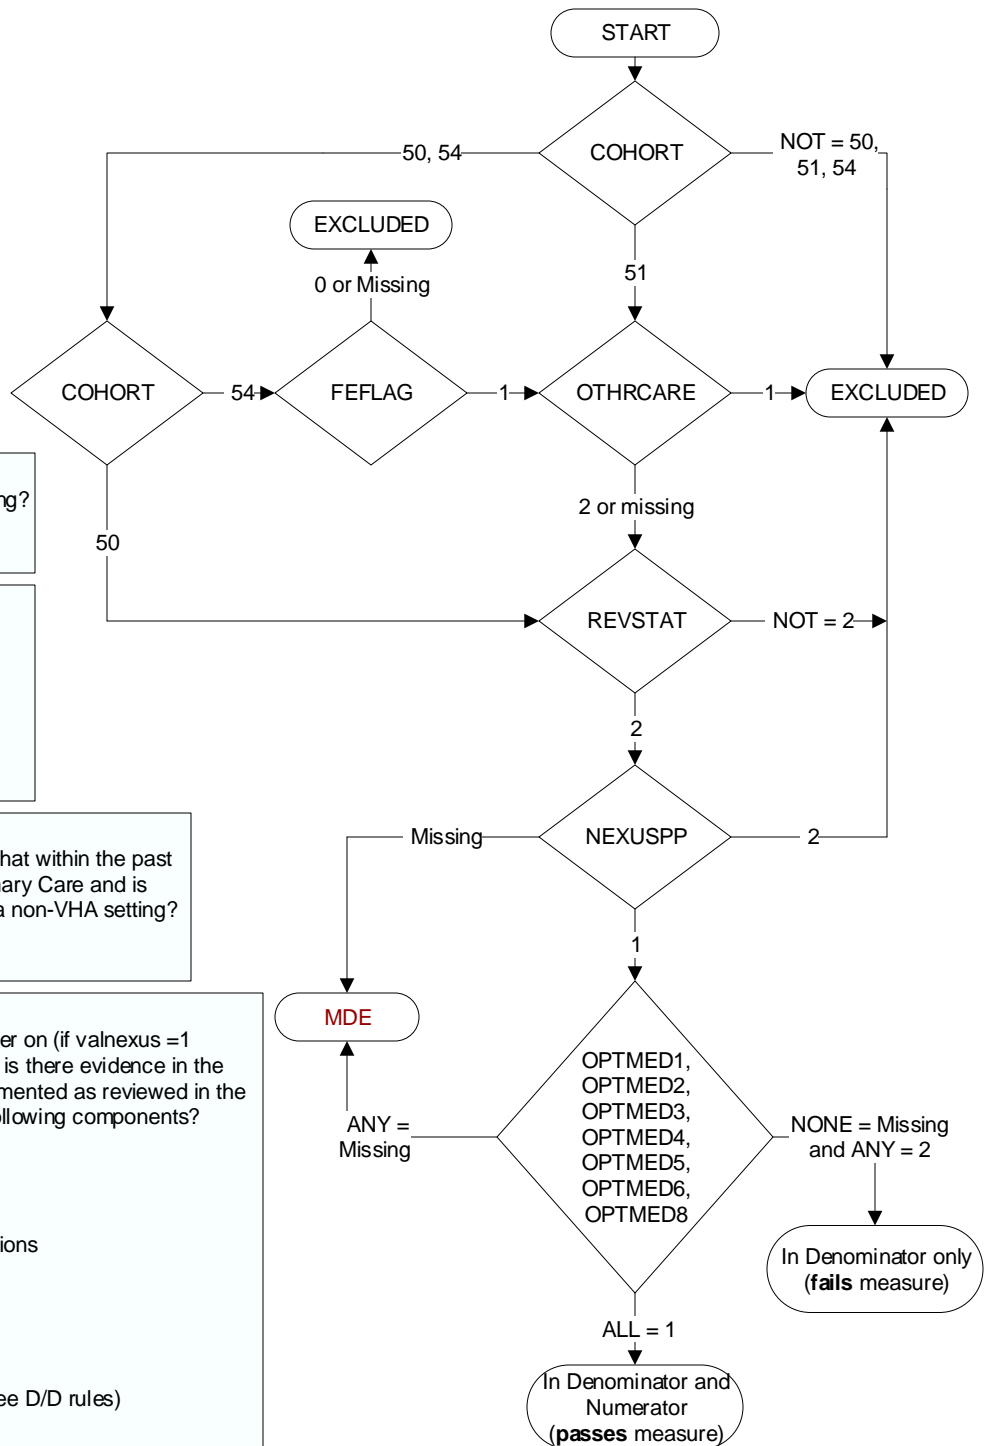 START
COHORT
50, 54
NOT = 50,
51, 54
EXCLUDED
0 or Missing
51
COHORT
54
FEFLAG
1
OTHRCARE
1
EXCLUDED
ng?
2 or missing
50
REVSTAT
NOT = 2
2
Missing
NEXUSPP
2
hat within the past
nary Care and is
a non-VHA setting?
1
MDE
er on (if valnexus =1
is there evidence in the
mented as reviewed in the
ollowing components?
OPTMED1,
OPTMED2,
OPTMED3,
OPTMED4,
OPTMED5,
OPTMED6,
OPTMED8
ANY =
Missing
NONE = Missing
and ANY = 2
tions
In Denominator only
(fails measure)
ALL = 1
ee D/D rules)
In Denominator and
Numerator
(passes measure)